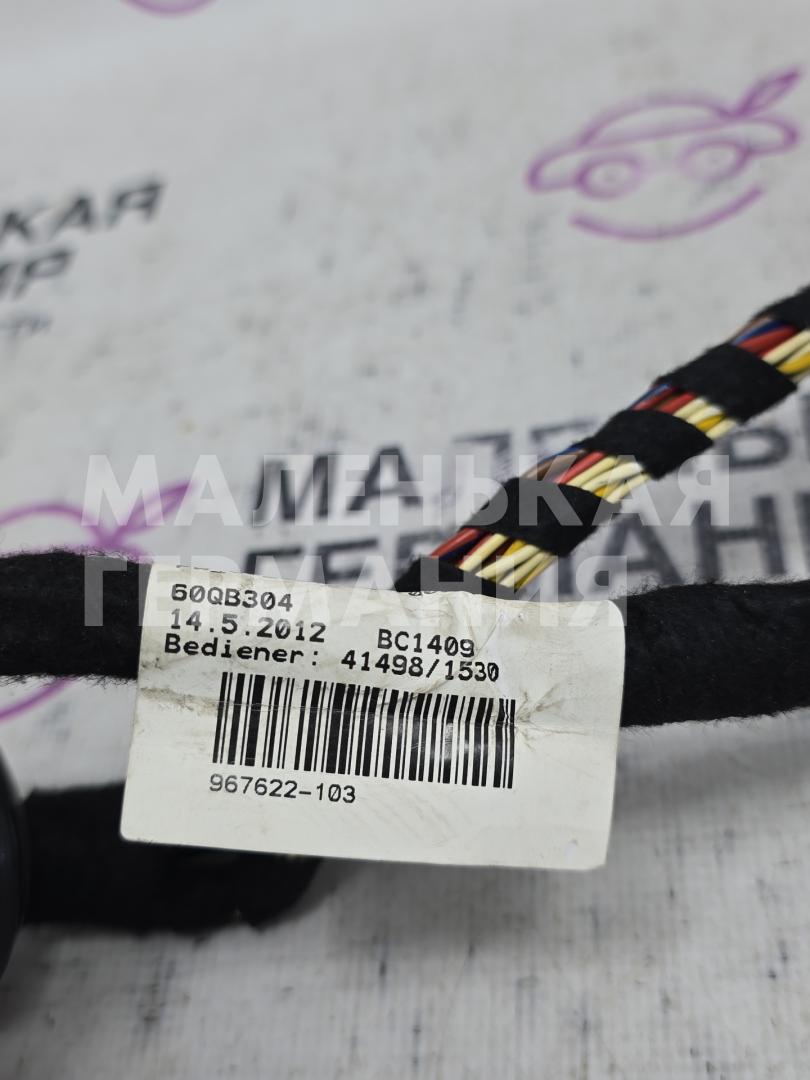 МАЛЕНЬКАЯ
ГЕРМАНИЯ
60QB304
14.5.2012 BC1409
Bediener: 41498/1530
967622-103